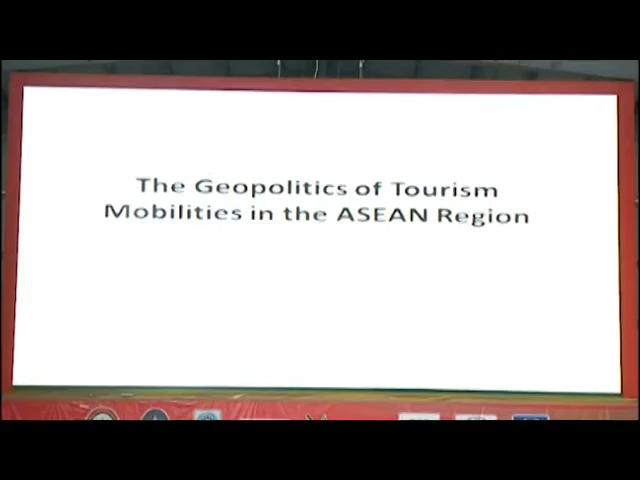 The Geopolitics of Tourism
Mobilities in the ASEAN Region